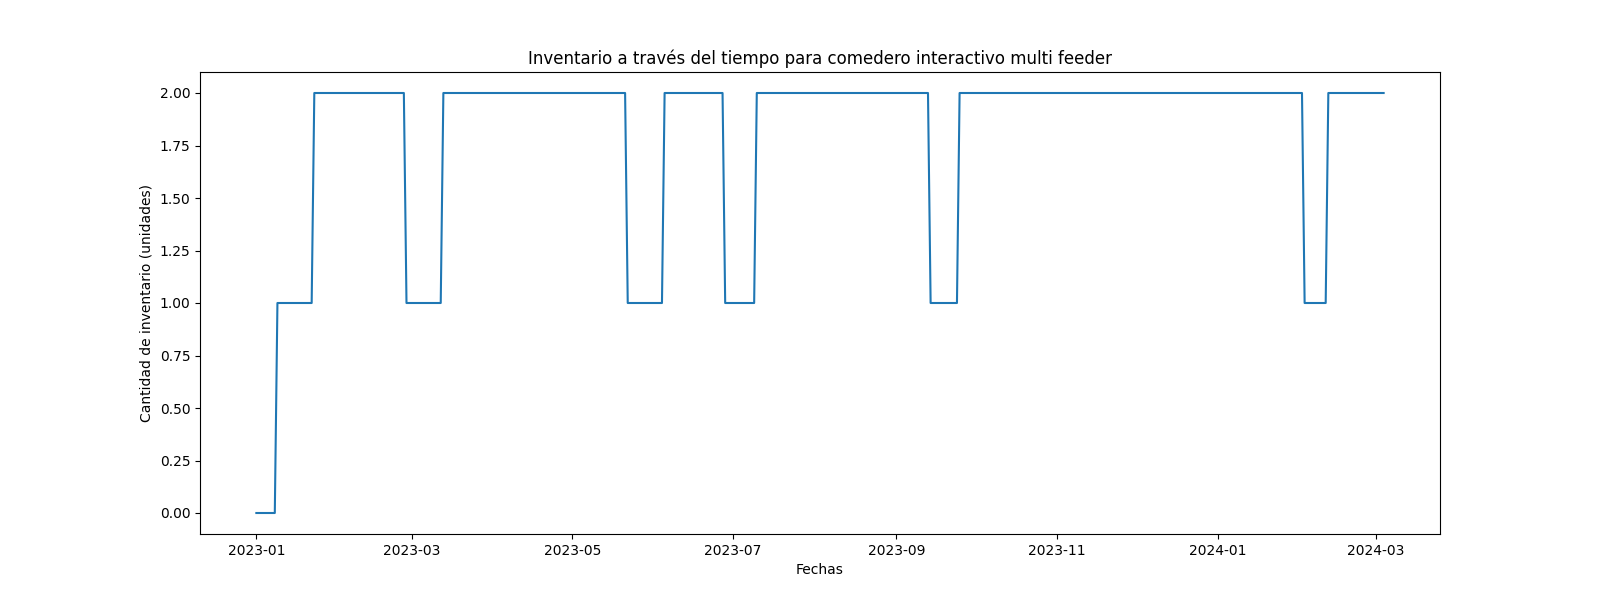 Inventario a través del tiempo para comedero interactivo multi feeder
Cantidad de inventario (unidades)
2.00
1.75
1.50
1.25
1.00
0.75
0.50
0.25
0.00
2023-01 2023-03 2023-05 2023-07 2023-09 2023-11 2024-01 2024-03
Fechas